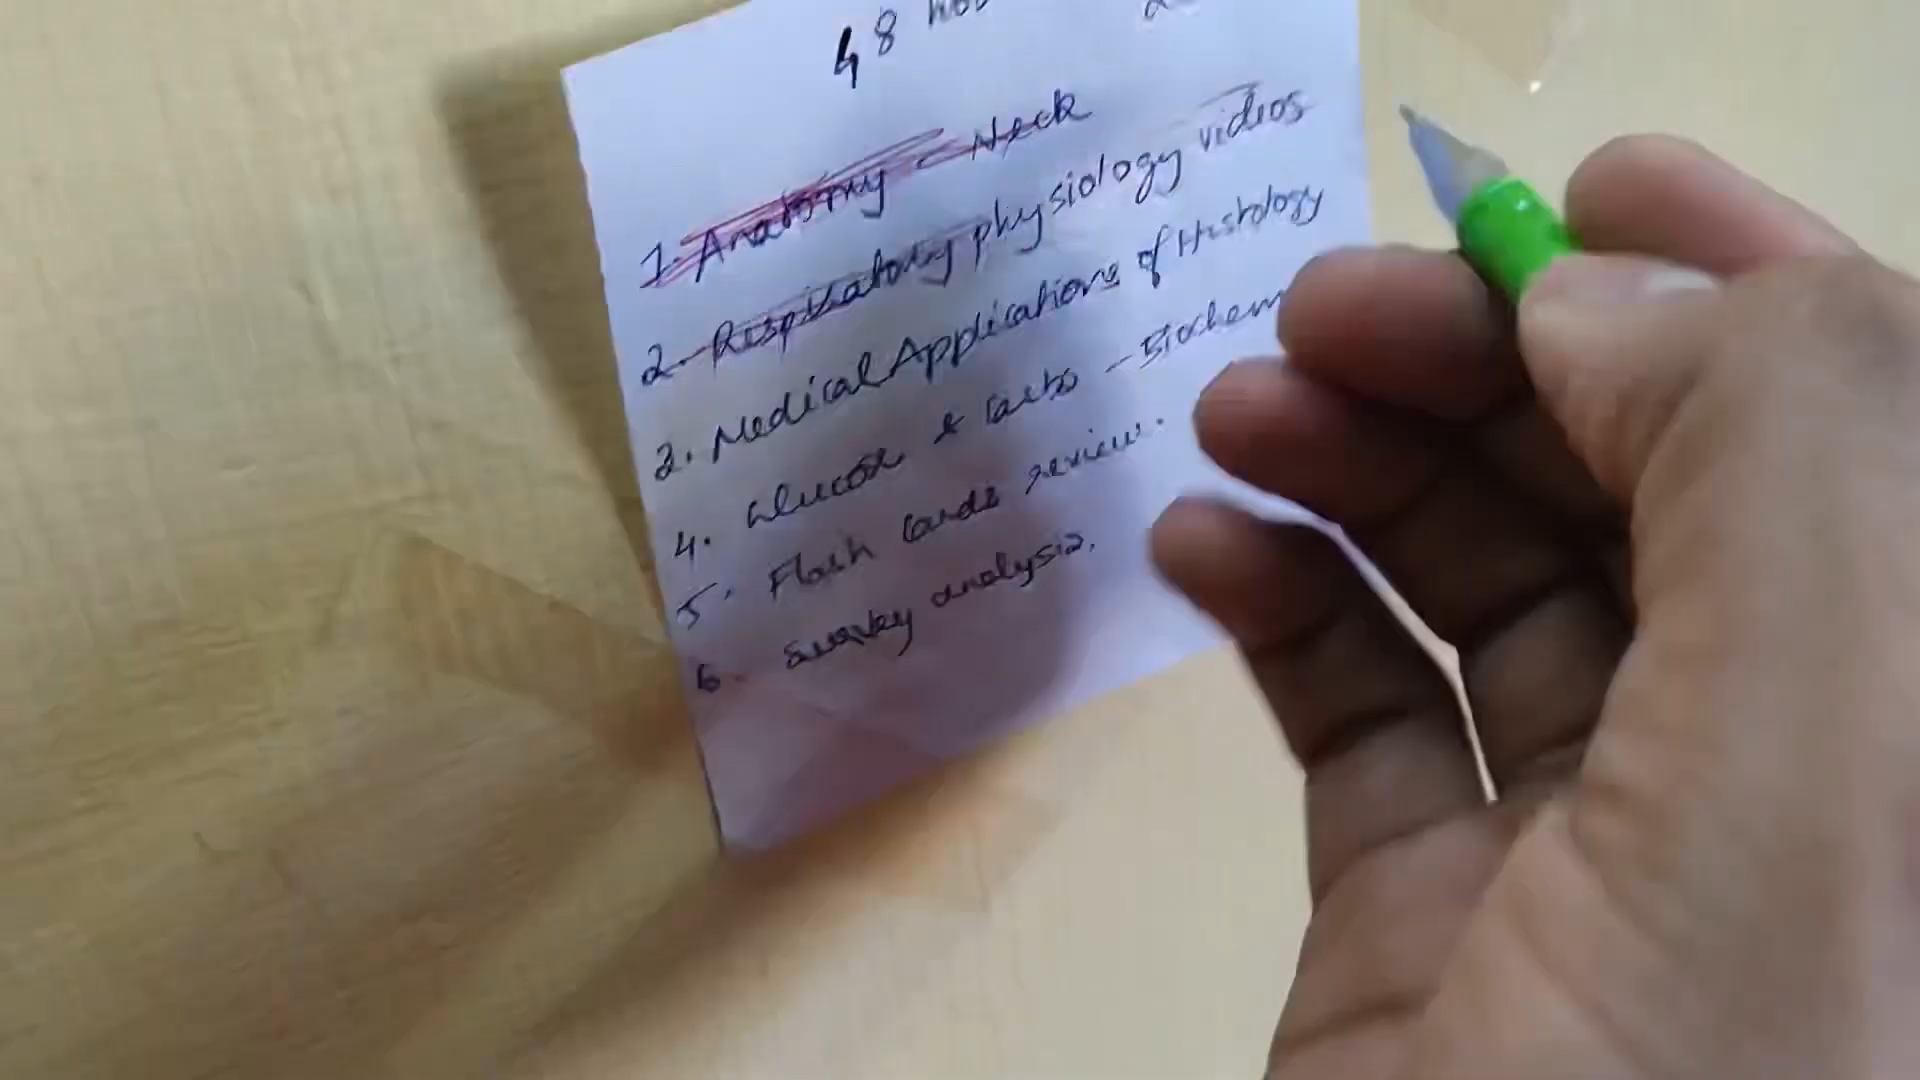 48
1. Anatomy - Neck
2. Respiratory physiology videos
3. Medical Applications of Histology
4. Glucose & Lacto - Biochem
5. Flash cards review.
6. Survey analysis.